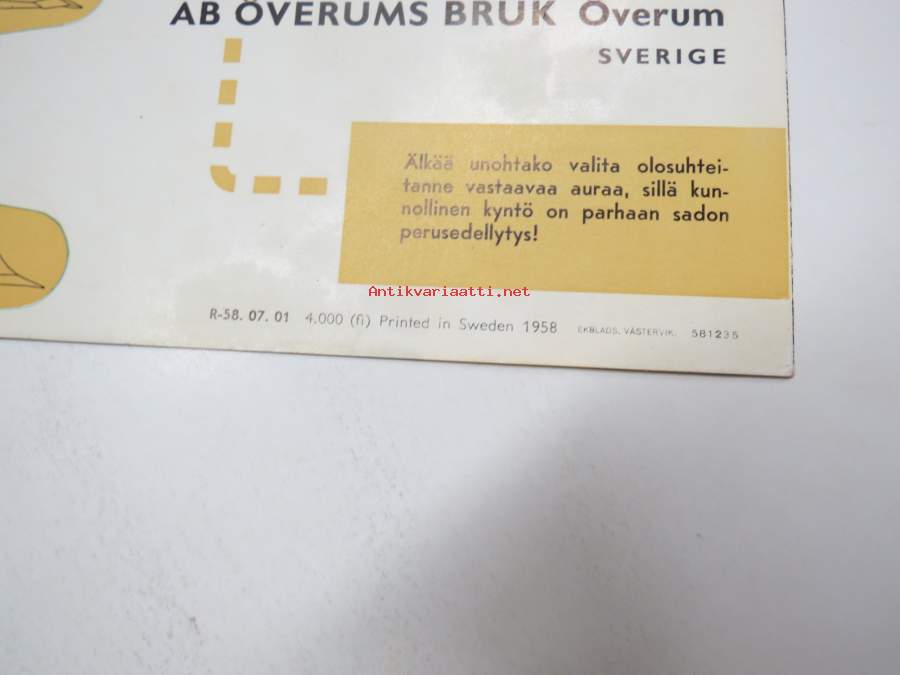 AB ÖVERUMS BRUK Överum
SVERIGE
Älkää unohtako valita olosuhtei-
tanne vastaavaa auraa, sillä kun-
nollinen kyntö on parhaan sadon
perusedellytys!
Antikvariaatti.net
R-58. 07. 01 4.000 (fi) Printed in Sweden 1958 EKBLADS, VÄSTERVIK. 581235